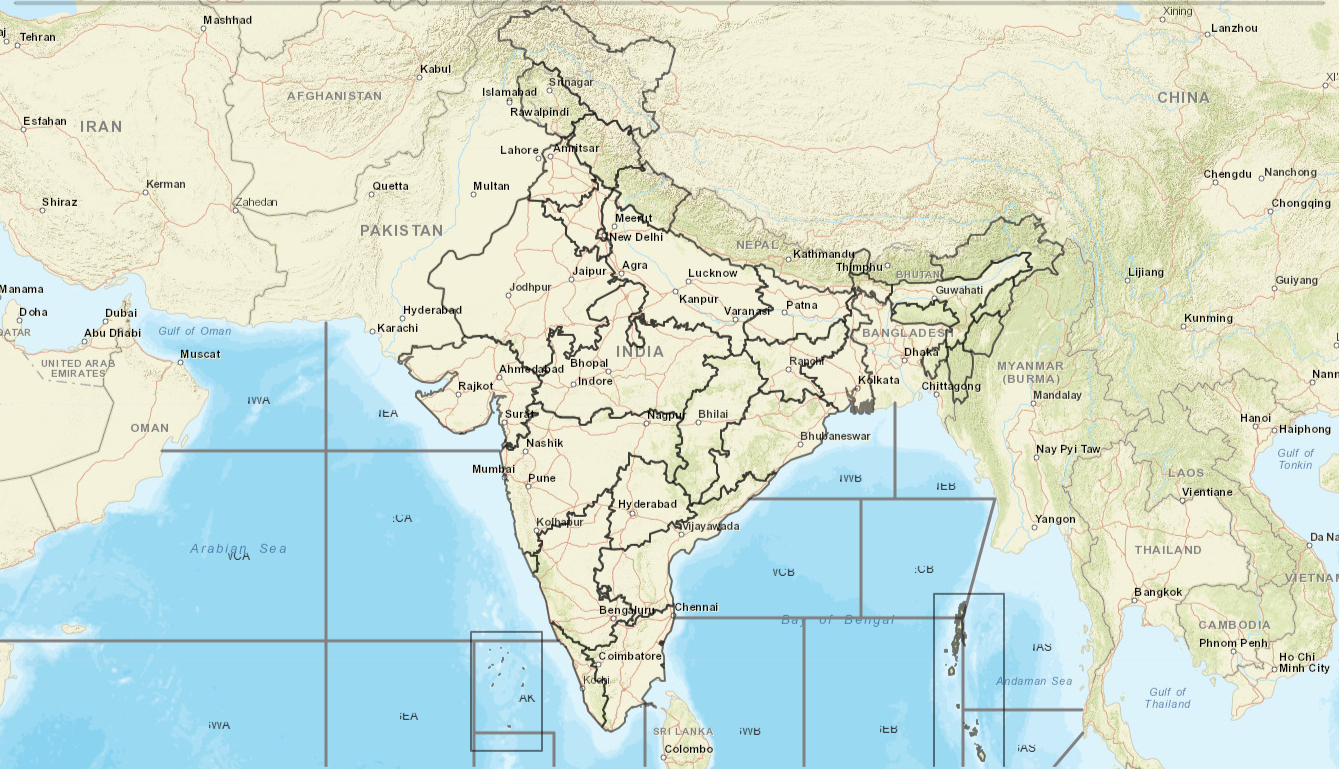 Xining
Mashhad
Lanzhou
Tehran
Kabul
Srinagar
Islamabad
AFGHANISTAN
CHINA
Rawalpindi
Esfahan
IRAN
Lahore
Amritsar
Chengdu
Nanchong
Kerman
Quetta
Multan
Shiraz
Zahedan
Chongqing
Meerut
PAKISTAN
New Delhi
NEPAL
Kathmandu
Thimphu
Agra
Jaipur
Lucknow
BHUTAN
Lijiang
Guiyang
Manama
Jodhpur
Guwahati
Kanpur
Patna
Varanasi
Doha
Dubai
Hyderabad
Kunming
QATAR
Abu Dhabi
Gulf of Oman
Karachi
BANGLADESH
Muscat
INDIA
Dhaka
UNITED ARAB
EMIRATES
Bhopal
Ahmedabad
Ranchi
MYANMAR
(BURMA)
Indore
Kolkata
Rajkot
Chittagong
Mandalay
IWA
IEA
Surat
Nagpur
Bhilai
Hanoi
Haiphong
OMAN
Nashik
Bhubaneswar
Nay Pyi Taw
Gulf of
Tonkin
Mumbai
Pune
IWB
IEB
LAOS
Vientiane
Hyderabad
:CA
Kolhapur
Vijayawada
Yangon
Arabian Sea
VCA
THAILAND
VCB
:CB
VIETNAM
Bangkok
Bengaluru
Chennai
Bay of Bengal
CAMBODIA
Phnom Penh
IAS
Coimbatore
Ho Chi
Minh City
Kochi
Andaman Sea
AK
Gulf of
Thailand
IWA
IEA
SRI LANKA
IWB
IEB
Colombo
IAS